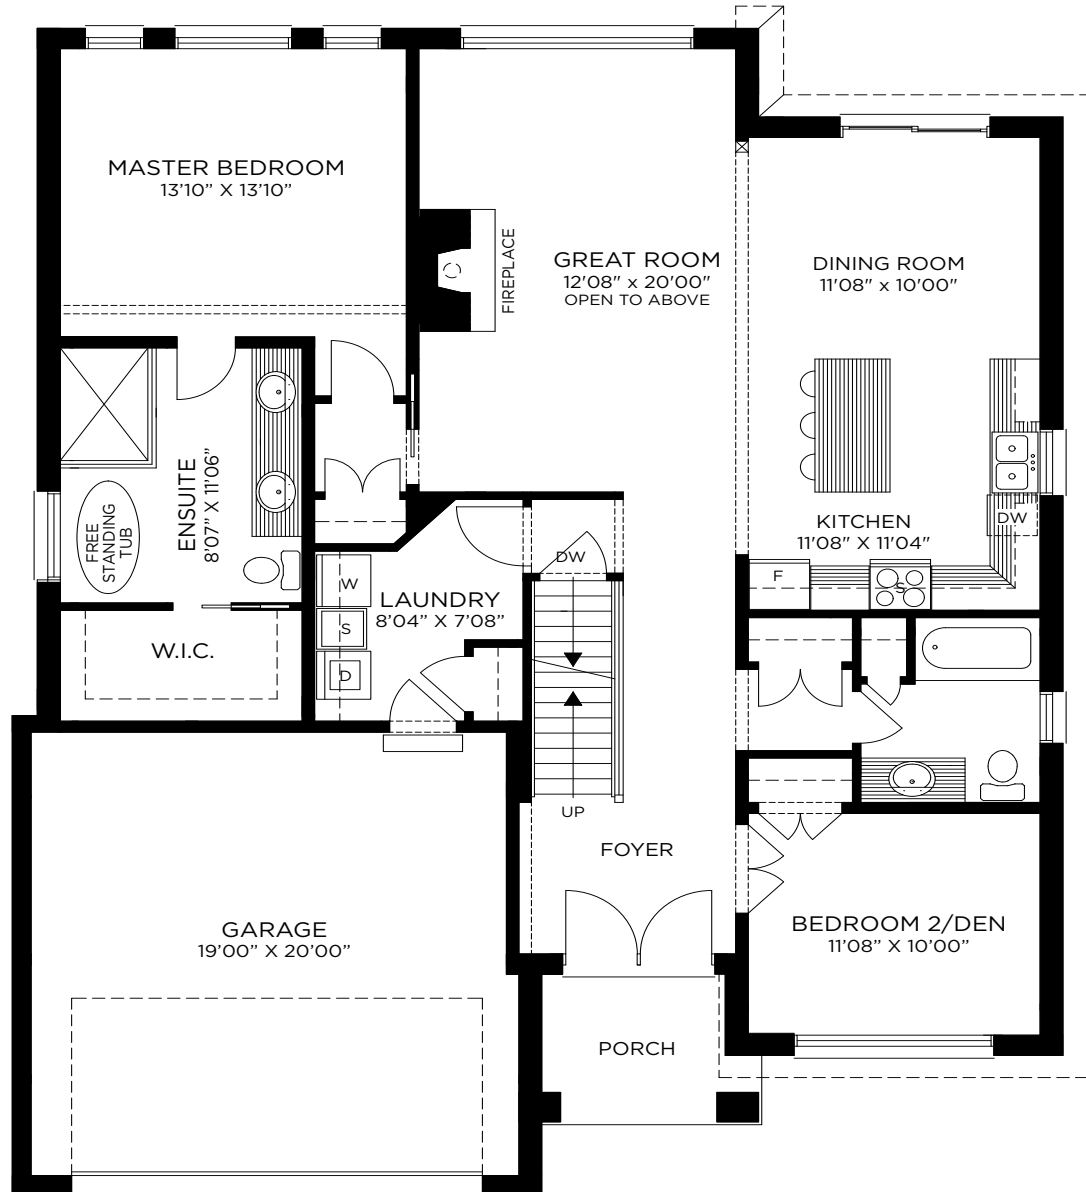 MASTER BEDROOM
13'10" X 13'10"
GREAT ROOM
12'08" x 20'00"
OPEN TO ABOVE
FIREPLACE
DINING ROOM
11'08" x 10'00"
ENSUITE
8'07" X 11'06"
FREE
STANDING
TUB
KITCHEN
11'08" X 11'04"
DW
F
S
DW
W
S
D
LAUNDRY
8'04" X 7'08"
W.I.C.
UP
FOYER
GARAGE
19'00" X 20'00"
BEDROOM 2/DEN
11'08" X 10'00"
PORCH